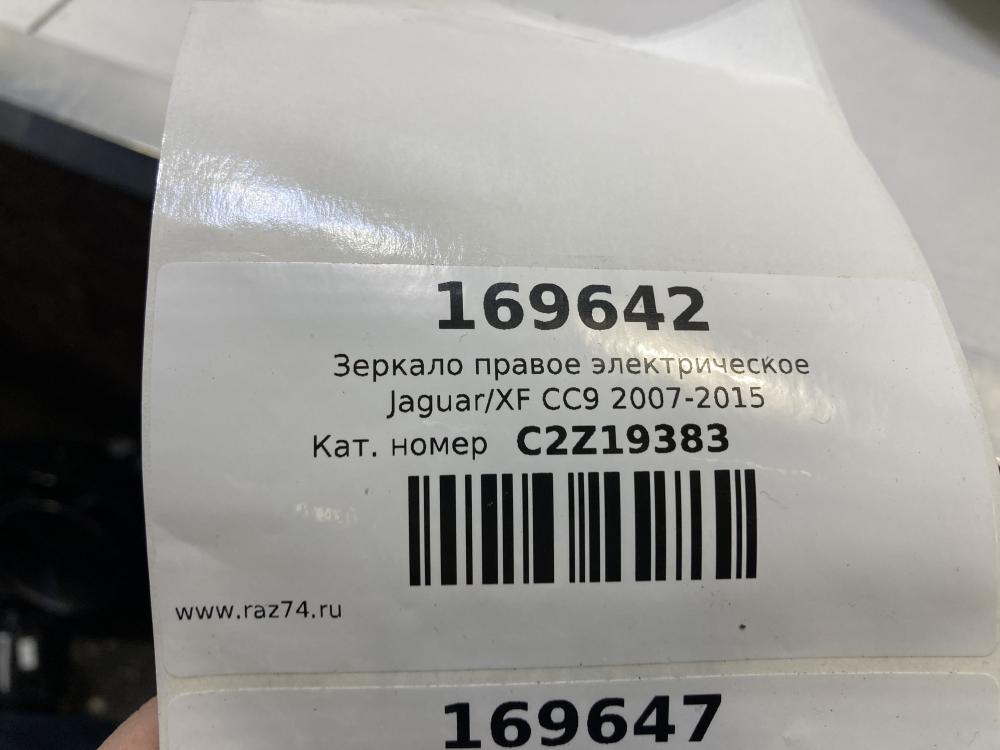 169642
Зеркало правое электрическое
Jaguar/XF CC9 2007-2015
Кат. номер C2Z19383
www.raz74.ru
169647